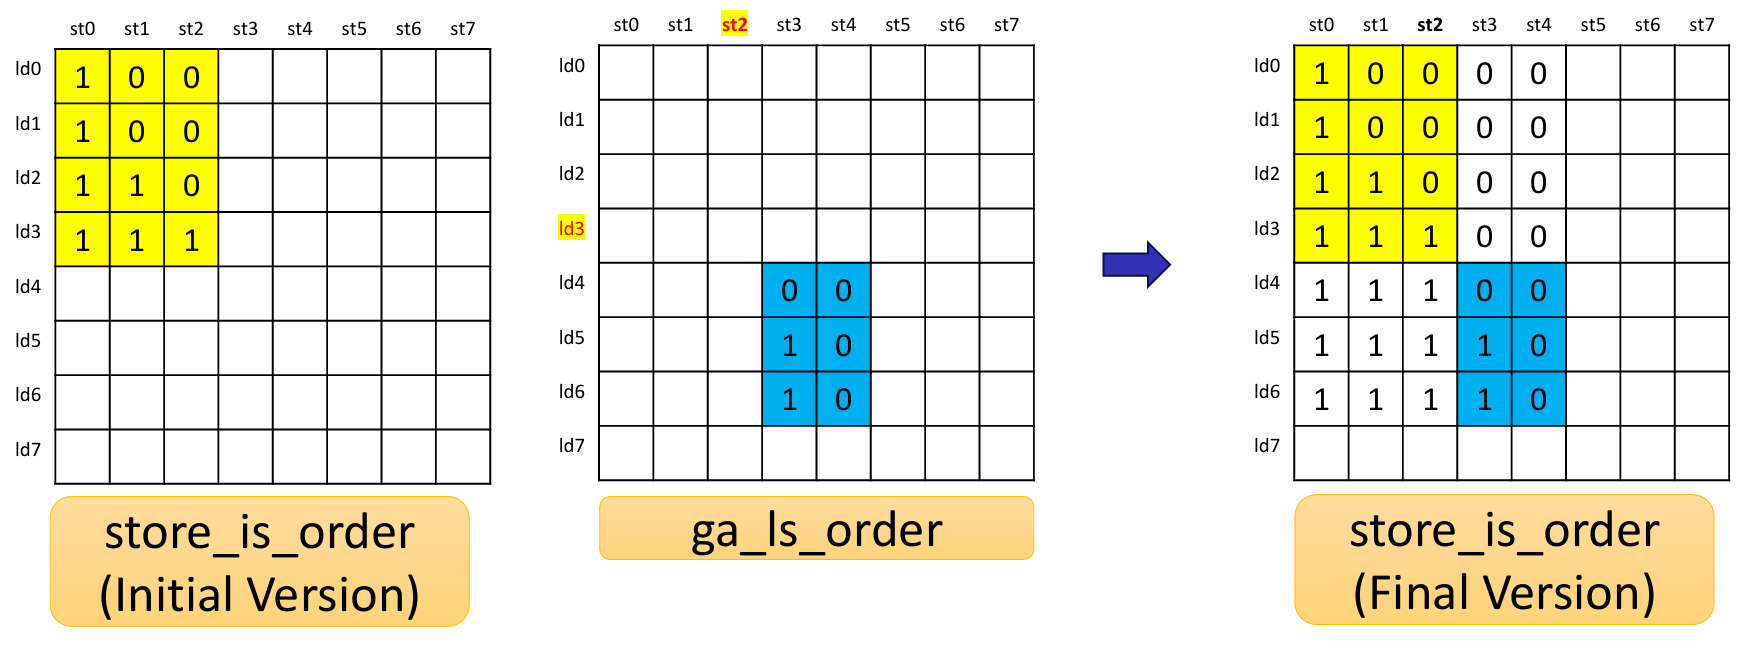 st0 st1 st2 st3 st4 st5 st6 st7
ld0 1 0 0
ld1 1 0 0
ld2 1 1 0
ld3 1 1 1
ld4
ld5
ld6
ld7
store_is_order
(Initial Version)
st0 st1 st2 st3 st4 st5 st6 st7
ld0
ld1
ld2
ld3
ld4 0 0
ld5 1 0
ld6 1 0
ld7
ga_ls_order
st0 st1 st2 st3 st4 st5 st6 st7
ld0 1 0 0 0 0
ld1 1 0 0 0 0
ld2 1 1 0 0 0
ld3 1 1 1 0 0
ld4 1 1 1 0 0
ld5 1 1 1 1 0
ld6 1 1 1 1 0
ld7
store_is_order
(Final Version)